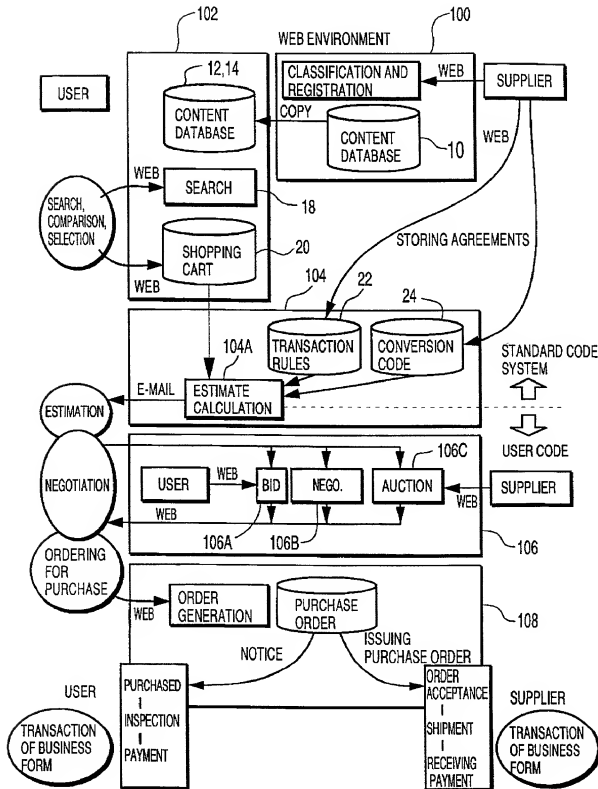 102
100
WEB ENVIRONMENT
12,14
CLASSIFICATION AND
REGISTRATION
WEB
SUPPLIER
USER
CONTENT
DATABASE
COPY
CONTENT
DATABASE
10
WEB
WEB
SEARCH
18
SEARCH,
COMPARISON,
SELECTION
20
SHOPPING
CART
WEB
STORING AGREEMENTS
104
22
24
TRANSACTION
RULES
CONVERSION
CODE
104A
STANDARD CODE
SYSTEM
E-MAIL
ESTIMATE
CALCULATION
ESTIMATION
USER CODE
106C
NEGOTIATION
USER
WEB
BID
NEGO.
AUCTION
WEB
SUPPLIER
WEB
106A
106B
106
ORDERING
FOR
PURCHASE
WEB
ORDER
GENERATION
PURCHASE
ORDER
108
NOTICE
ISSUING
PURCHASE ORDER
USER
PURCHASED
INSPECTION
PAYMENT
ORDER
ACCEPTANCE
SHIPMENT
RECEIVING
PAYMENT
SUPPLIER
TRANSACTION
OF BUSINESS
FORM
TRANSACTION
OF BUSINESS
FORM